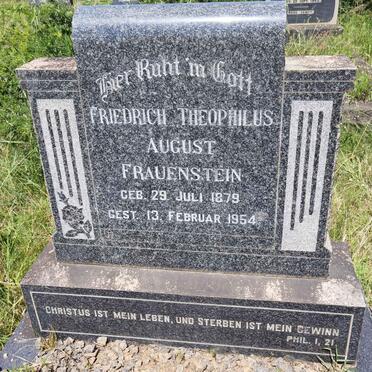 Hier Ruht in Gott
FRIEDRICH THEOPHILUS
AUGUST
FRAUENSTEIN
GEB. 29. JULI 1879
GEST. 13. FEBRUAR 1954
CHRISTUS IST MEIN LEBEN, UND STERBEN IST MEIN GEWINN
PHIL. 1, 21